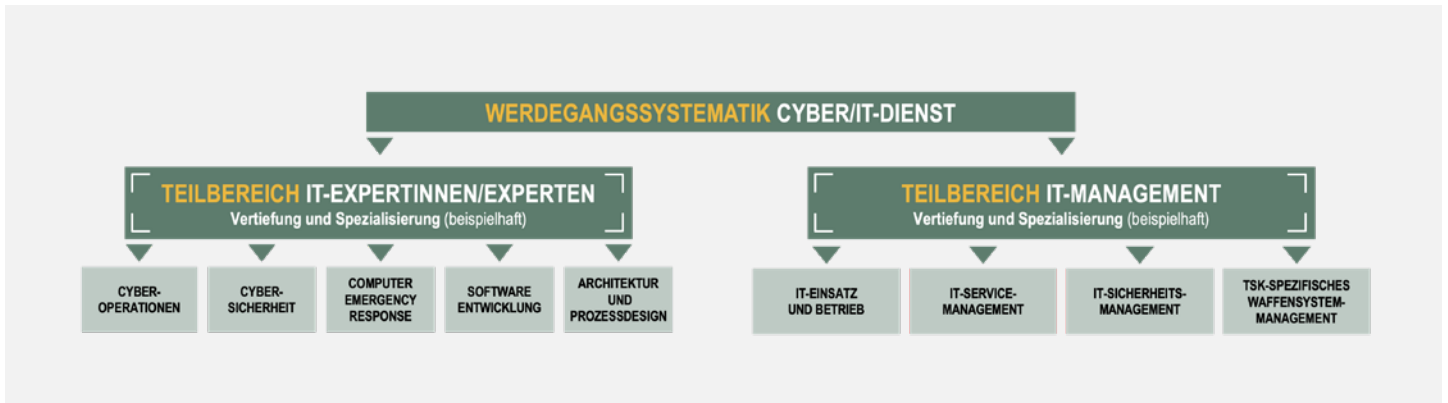 WERDEGANGSSYSTEMATIK CYBER/IT-DIENST
TEILBEREICH IT-EXPERTINNEN/EXPERTEN
Vertiefung und Spezialisierung (beispielhaft)
CYBER-
OPERATIONEN
CYBER-
SICHERHEIT
COMPUTER
EMERGENCY
RESPONSE
SOFTWARE
ENTWICKLUNG
ARCHITEKTUR
UND
PROZESSDESIGN
TEILBEREICH IT-MANAGEMENT
Vertiefung und Spezialisierung (beispielhaft)
IT-EINSATZ
UND BETRIEB
IT-SERVICE-
MANAGEMENT
IT-SICHERHEITS-
MANAGEMENT
TSK-SPEZIFISCHES
WAFFENSYSTEM-
MANAGEMENT